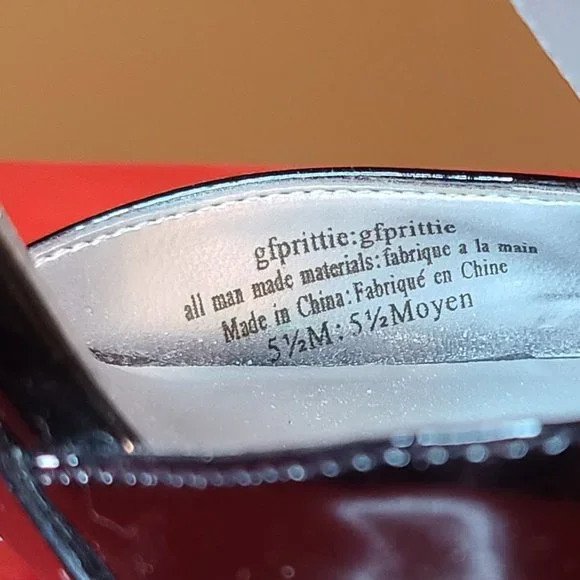 gfprittie:gfprittie
all man made materials:fabrique a la main
Made in China:Fabriqué en Chine
5½M: 5½Moyen